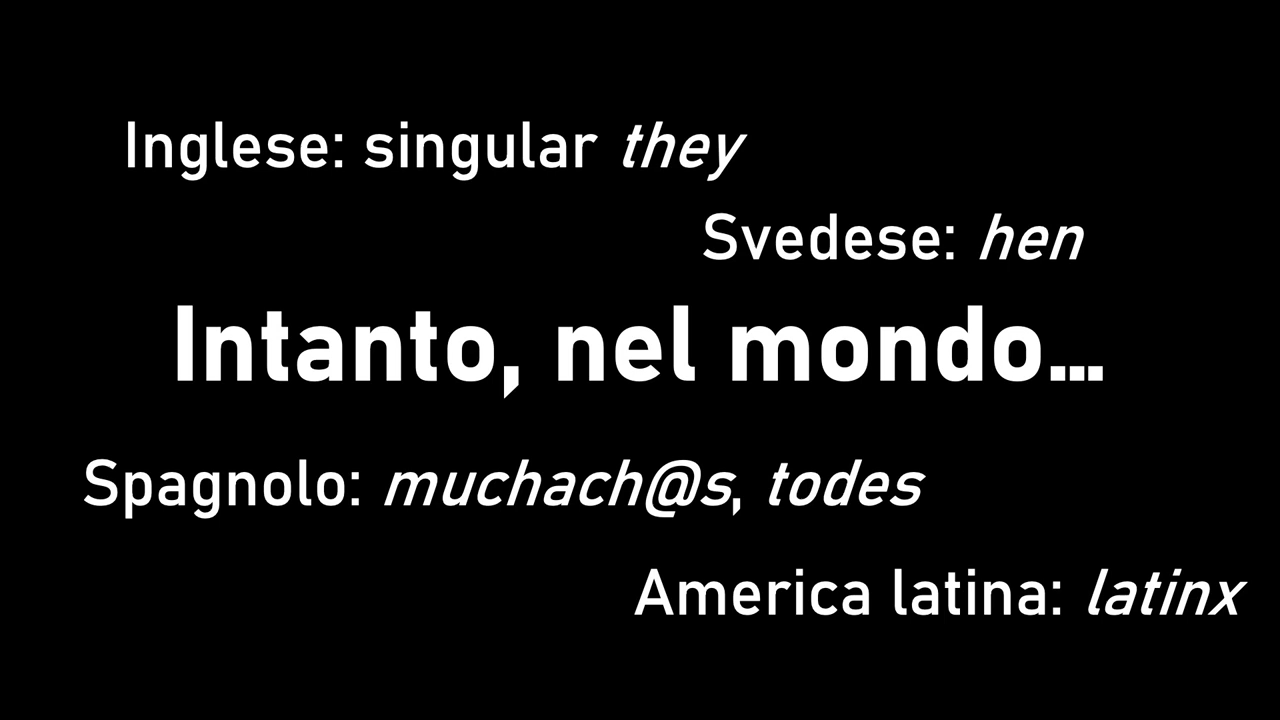 Inglese: singular they
Svedese: hen
Intanto, nel mondo...
Spagnolo: muchach@s, todes
America latina: latinx